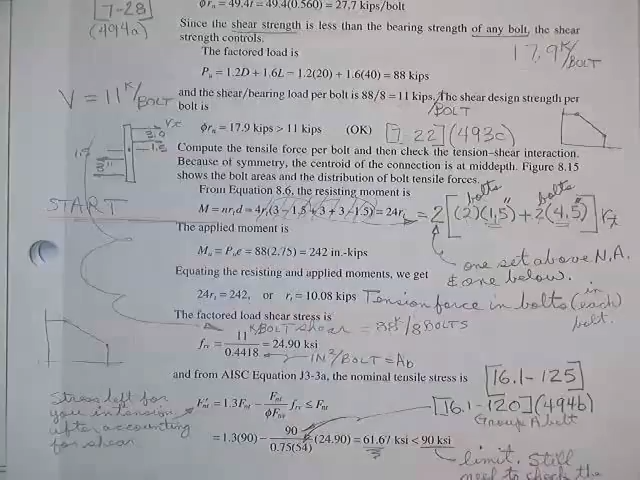 [7-28]
(494a)
ϕrn = 49.4t = 49.4(0.560) = 27.7 kips/bolt
Since the shear strength is less than the bearing strength of any bolt, the shear
strength controls.
17.9 K/BOLT
The factored load is
Pu = 1.2D + 1.6L = 1.2(20) + 1.6(40) = 88 kips
V = 11 K/BOLT
and the shear/bearing load per bolt is 88/8 = 11 kips. The shear design strength per
/BOLT
bolt is
ϕrn = 17.9 kips > 11 kips (OK) [7-22] (493c)
3.0
1.5
1.5
3"
Compute the tensile force per bolt and then check the tension–shear interaction.
Because of symmetry, the centroid of the connection is at middepth. Figure 8.15
shows the bolt areas and the distribution of bolt tensile forces.
From Equation 8.6, the resisting moment is
bolts bolts
START
M = nrtd = 4rt(3 − 1.5 + 3 + 3 − 1.5) = 24rt = 2[(2)(1.5") + 2(4.5")] rt
The applied moment is
Mu = Pue = 88(2.75) = 242 in.-kips
one set above N.A.
& one below.
Equating the resisting and applied moments, we get
24rt = 242, or rt = 10.08 kips Tension force in bolts (in each) bolt.
The factored load shear stress is
K/BOLT shear = 88K/8 BOLTS
frv = 11/0.4418 = 24.90 ksi
IN²/BOLT = Ab
and from AISC Equation J3-3a, the nominal tensile stress is
[16.1-125]
Stress left for
you in tension
after accounting
for shear.
F′nt = 1.3Fnt − Fnt/ϕFnv frv ≤ Fnt
[16.1-120] (494b)
Group A bolt
= 1.3(90) − 90/0.75(54) (24.90) = 61.67 ksi < 90 ksi
limit. Still
need to check the